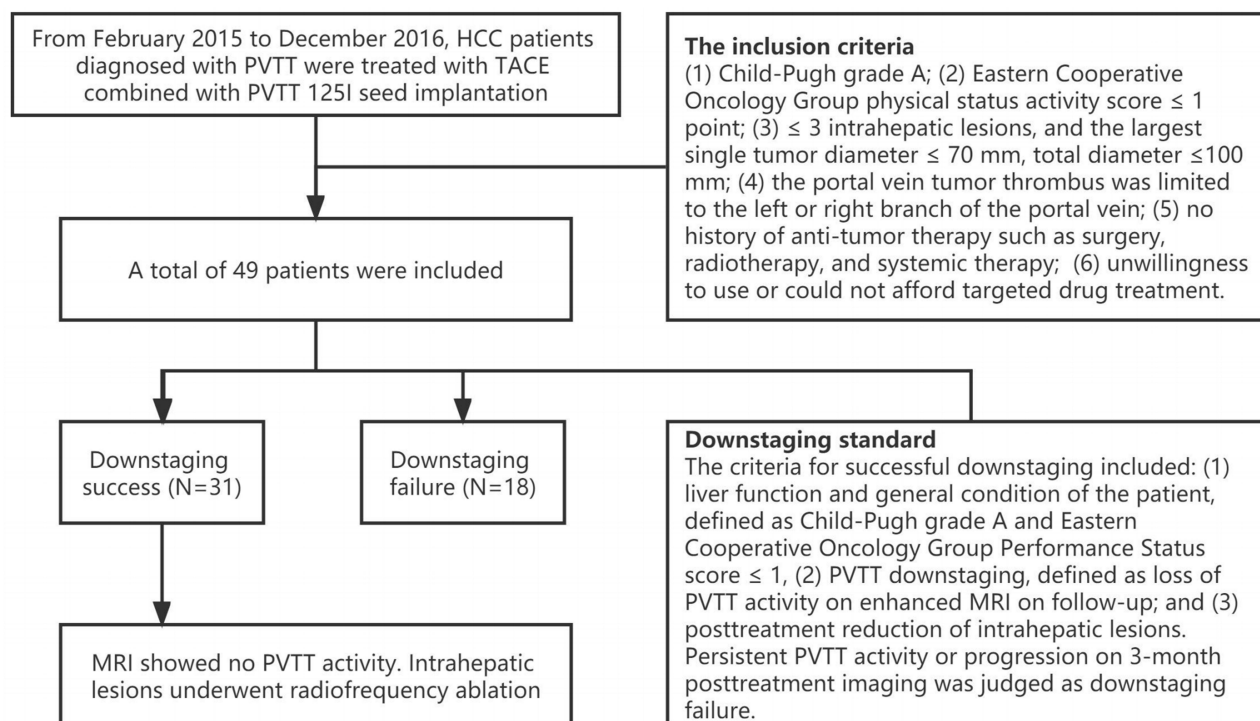 From February 2015 to December 2016, HCC patients
diagnosed with PVTT were treated with TACE
combined with PVTT 125I seed implantation
The inclusion criteria
(1) Child-Pugh grade A; (2) Eastern Cooperative
Oncology Group physical status activity score ≤ 1
point; (3) ≤ 3 intrahepatic lesions, and the largest
single tumor diameter ≤ 70 mm, total diameter ≤100
mm; (4) the portal vein tumor thrombus was limited
to the left or right branch of the portal vein; (5) no
history of anti-tumor therapy such as surgery,
radiotherapy, and systemic therapy; (6) unwillingness
to use or could not afford targeted drug treatment.
A total of 49 patients were included
Downstaging
success (N=31)
Downstaging
failure (N=18)
Downstaging standard
The criteria for successful downstaging included: (1)
liver function and general condition of the patient,
defined as Child-Pugh grade A and Eastern
Cooperative Oncology Group Performance Status
score ≤ 1, (2) PVTT downstaging, defined as loss of
PVTT activity on enhanced MRI on follow-up; and (3)
posttreatment reduction of intrahepatic lesions.
Persistent PVTT activity or progression on 3-month
posttreatment imaging was judged as downstaging
failure.
MRI showed no PVTT activity. Intrahepatic
lesions underwent radiofrequency ablation